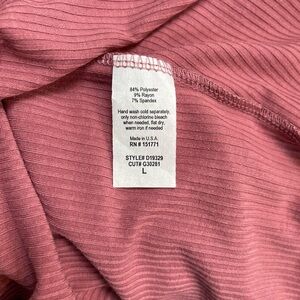 84% Polyester
9% Rayon
7% Spandex
Hand wash cold separately,
only non-chlorine bleach
when needed, flat dry,
warm iron if needed
Made in U.S.A.
RN # 151771
STYLE# D19329
CUT# G30281
L